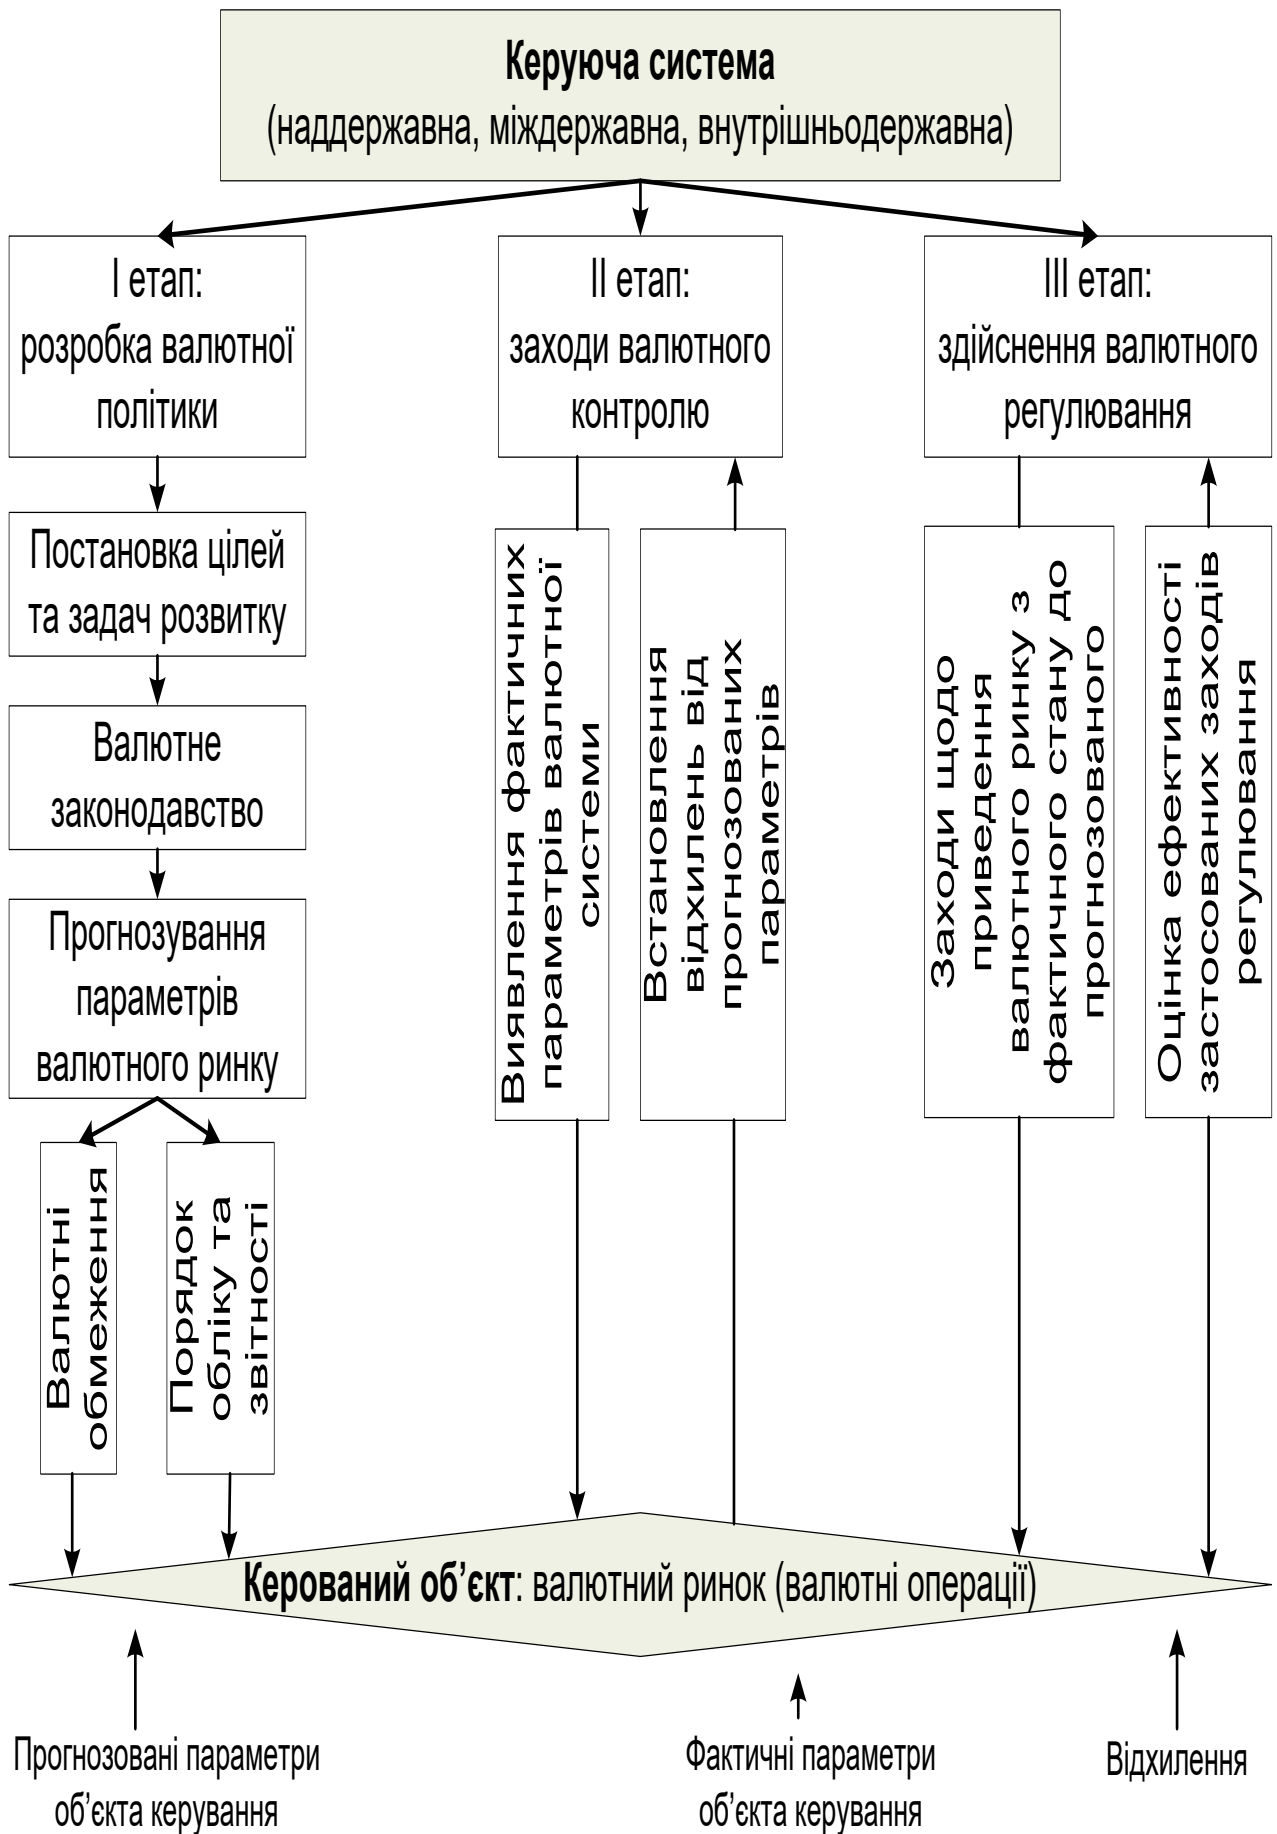 Керуюча система
(наддержавна, міждержавна, внутрішньодержавна)
І етап:
розробка валютної
політики
ІІ етап:
заходи валютного
контролю
ІІІ етап:
здійснення валютного
регулювання
Постановка цілей
та задач розвитку
Валютне
законодавство
Прогнозування
параметрів
валютного ринку
Валютні
обмеження
Порядок
обліку та
звітності
Виявлення фактичних
параметрів валютної
системи
Встановлення
відхилень від
прогнозованих
параметрів
Заходи щодо
приведення
валютного ринку з
фактичного стану до
прогнозованого
Оцінка ефективності
застосованих заходів
регулювання
Керований об’єкт: валютний ринок (валютні операції)
Прогнозовані параметри
об’єкта керування
Фактичні параметри
об’єкта керування
Відхилення